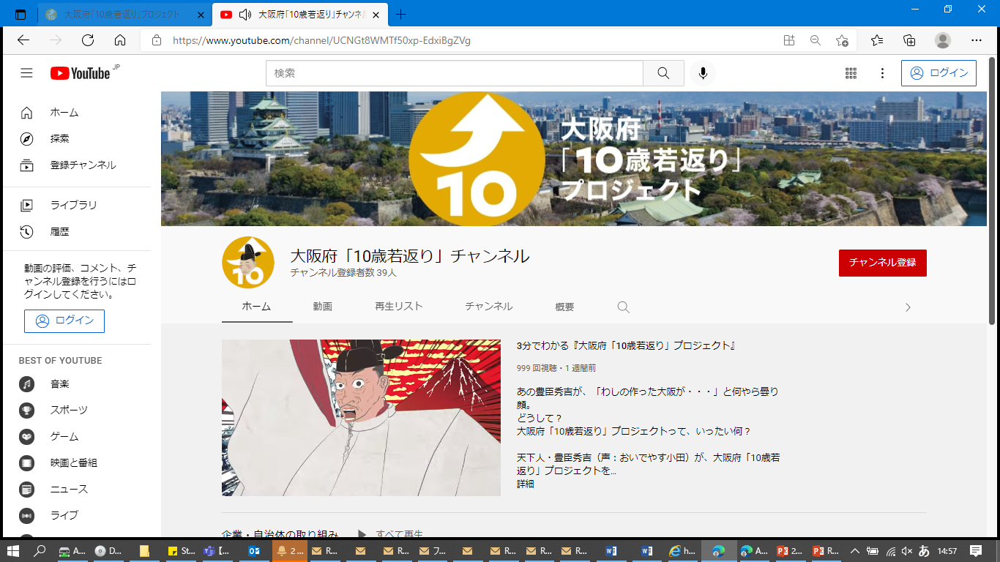 大阪府「10歳若返り」プロジェクト
大阪府「10歳若返り」チャンネル
https://www.youtube.com/channel/UCNGt8WMTf50xp-EdxiBgZVg
YouTube JP
検索
ログイン
ホーム
探索
登録チャンネル
ライブラリ
履歴
動画の評価、コメント、チ
ャンネル登録を行うにはロ
グインしてください。
ログイン
BEST OF YOUTUBE
音楽
スポーツ
ゲーム
映画と番組
ニュース
ライブ
10
大阪府
「10歳若返り」
プロジェクト
10
大阪府「10歳若返り」チャンネル
チャンネル登録者数 39人
チャンネル登録
ホーム
動画
再生リスト
チャンネル
概要
3分でわかる『大阪府「10歳若返り」プロジェクト』
999 回視聴・1 週間前
あの豊臣秀吉が、「わしの作った大阪が・・・」と何やら曇り
顔。
どうして？
大阪府「10歳若返り」プロジェクトって、いったい何？
天下人・豊臣秀吉（声：おいでやす小田）が、大阪府「10歳若
返り」プロジェクトを...
詳細
企業・自治体の取り組み
すべて再生
A...
D...
St...
【...
2...
R...
R...
フ...
R...
R...
R...
h...
A...
2...
R...
あ
14:57